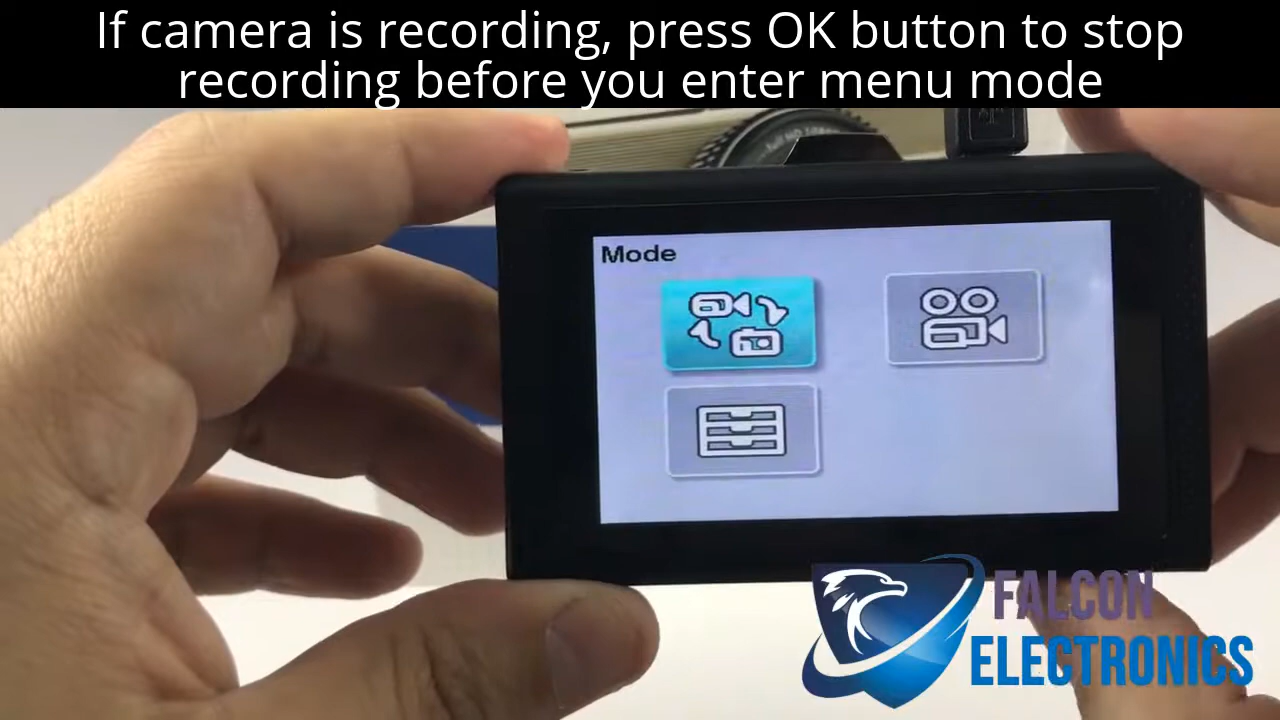 If camera is recording, press OK button to stop
recording before you enter menu mode
Mode
FALCON
ELECTRONICS